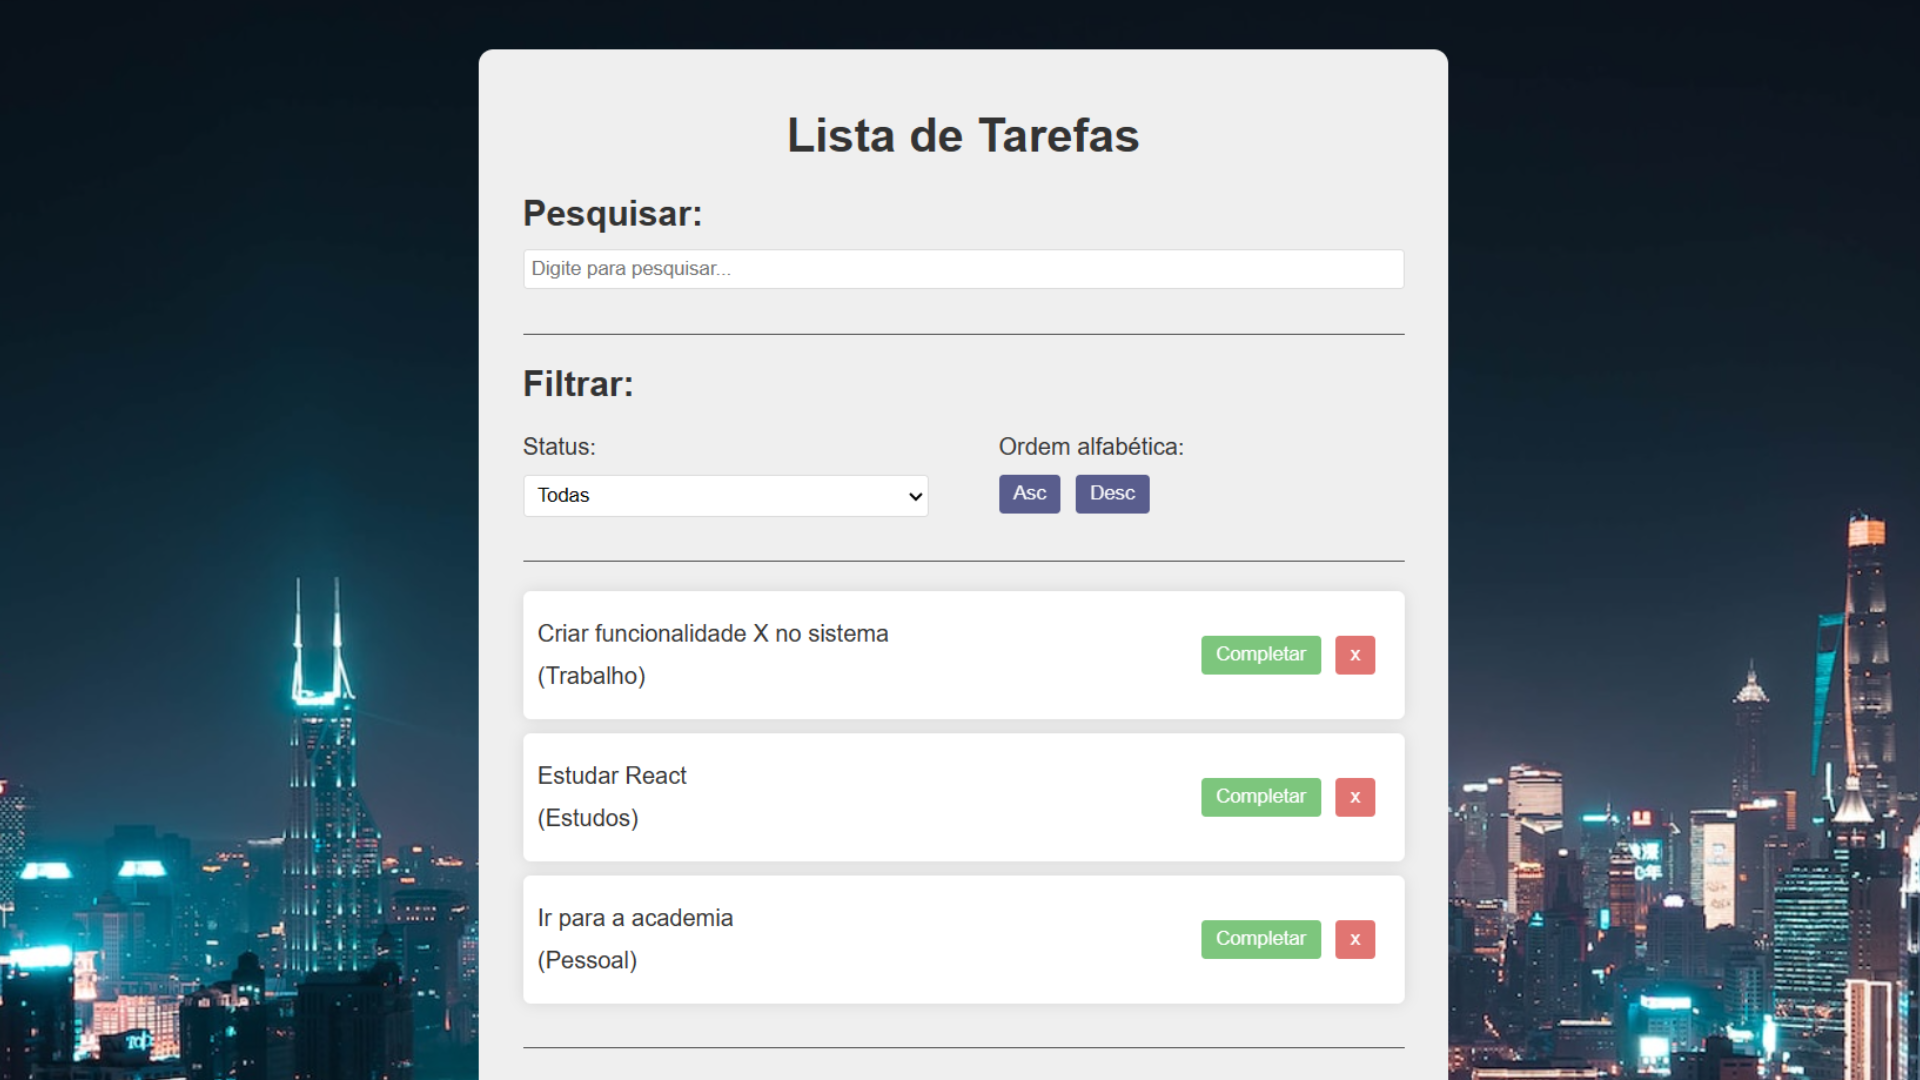 Lista de Tarefas
Pesquisar:
Digite para pesquisar...
Filtrar:
Status:
Ordem alfabética:
Todas
Asc Desc
Criar funcionalidade X no sistema
(Trabalho)
Completar x
Estudar React
(Estudos)
Completar x
Ir para a academia
(Pessoal)
Completar x